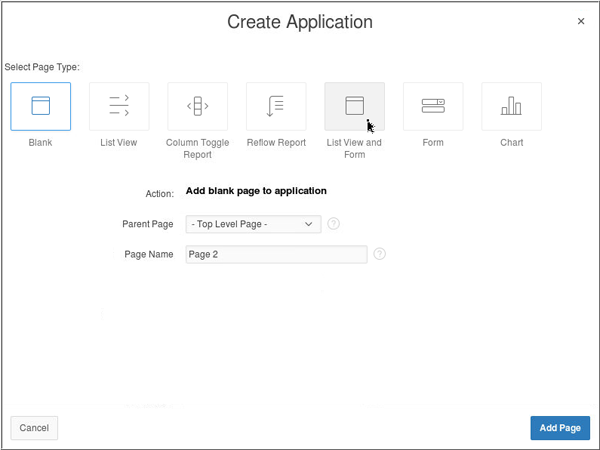 Create Application
Select Page Type:
Blank
List View
Column Toggle
Report
Reflow Report
List View and
Form
Form
Chart
Action: Add blank page to application
Parent Page - Top Level Page - ?
Page Name Page 2 ?
Cancel Add Page